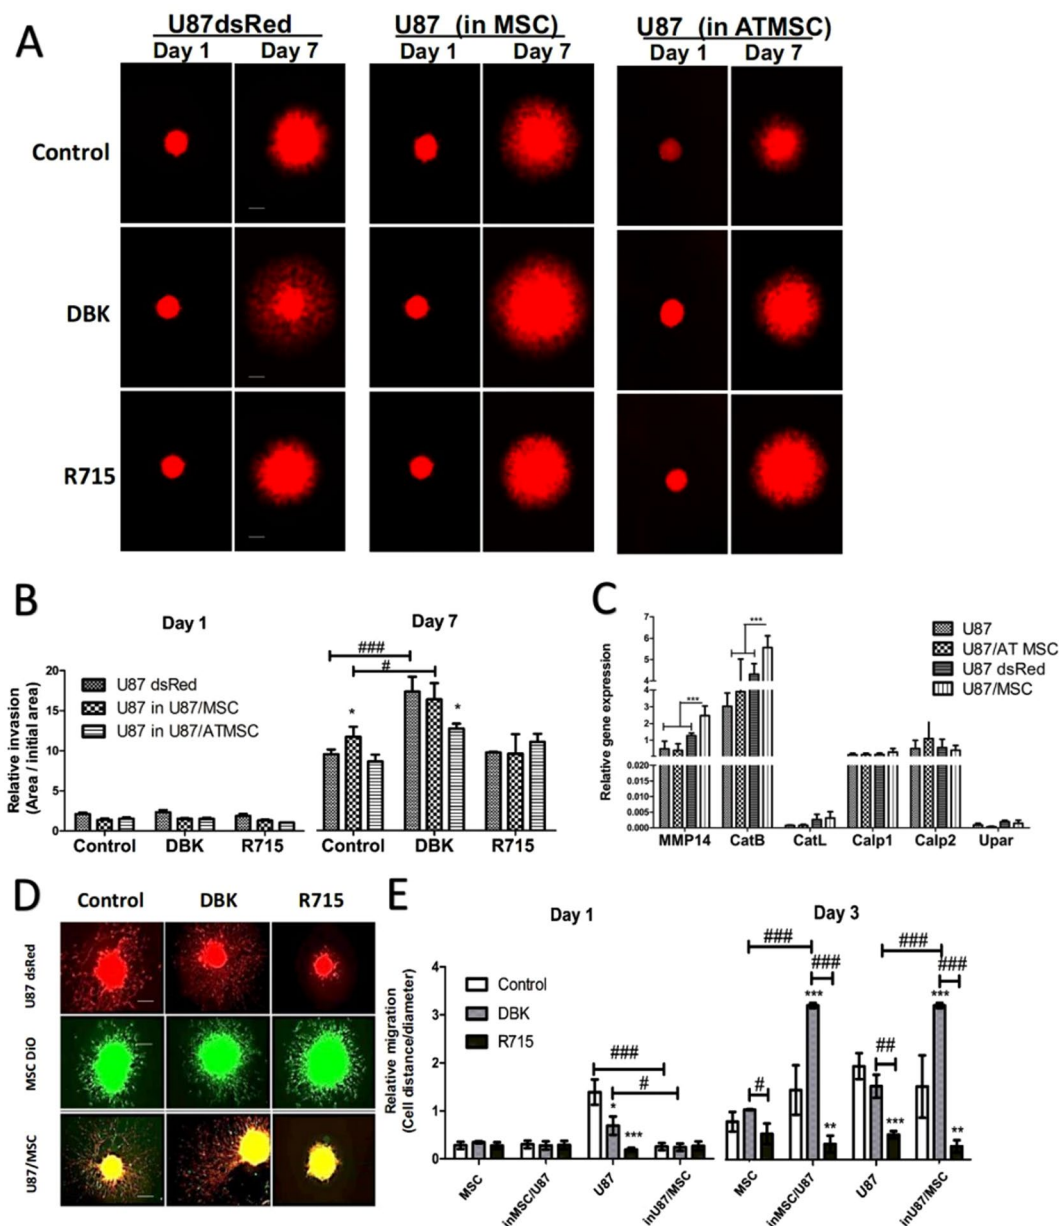 A
U87dsRed
U87 (in MSC)
U87 (in ATMSC)
Day 1 Day 7
Day 1 Day 7
Day 1 Day 7
Control
DBK
R715
B
Day 1
Day 7
Relative invasion
(Area / initial area)
20
15
10
5
0
U87 dsRed
U87 in U87/MSC
U87 in U87/ATMSC
###
#
*
*
Control DBK R715
Control DBK R715
C
Relative gene expression
7
6
5
4
4
3
2
1
0.020
0.015
0.010
0.005
0.000
***
***
U87
U87/AT MSC
U87 dsRed
U87/MSC
MMP14 CatB CatL Calp1 Calp2 Upar
D
Control DBK R715
U87 dsRed
MSC DiO
U87/MSC
E
Day 1
Day 3
Relative migration
(Cell distance/diameter)
4
3
2
1
0
Control
DBK
R715
###
#
*
***
###
###
***
#
**
###
###
***
##
***
**
MSC inMSC/U87 U87 inU87/MSC
MSC inMSC/U87 U87 inU87/MSC